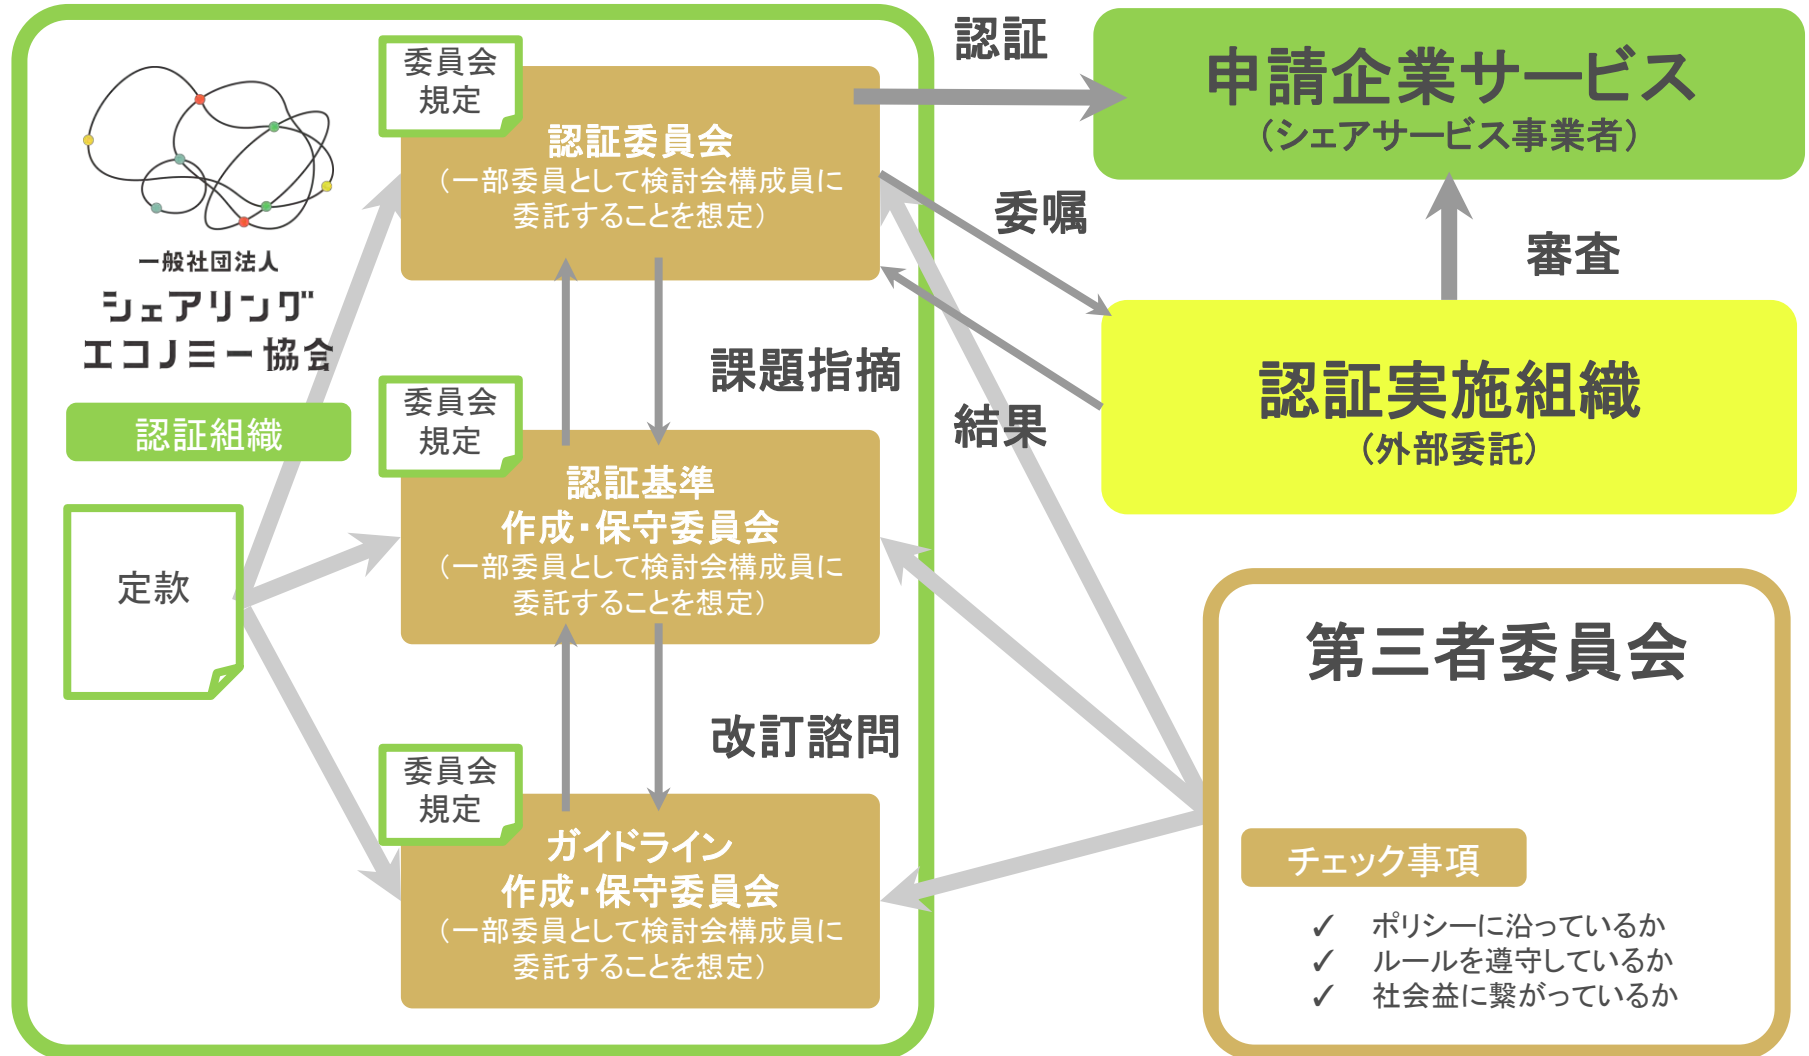 一般社団法人
シェアリング
エコノミー協会
認証組織
定款
委員会
規定
認証委員会
（一部委員として検討会構成員に
委託することを想定）
課題指摘
委員会
規定
認証基準
作成・保守委員会
（一部委員として検討会構成員に
委託することを想定）
改訂諮問
委員会
規定
ガイドライン
作成・保守委員会
（一部委員として検討会構成員に
委託することを想定）
認証
申請企業サービス
（シェアサービス事業者）
委嘱
審査
結果
認証実施組織
（外部委託）
第三者委員会
チェック事項
✓ ポリシーに沿っているか
✓ ルールを遵守しているか
✓ 社会益に繋がっているか